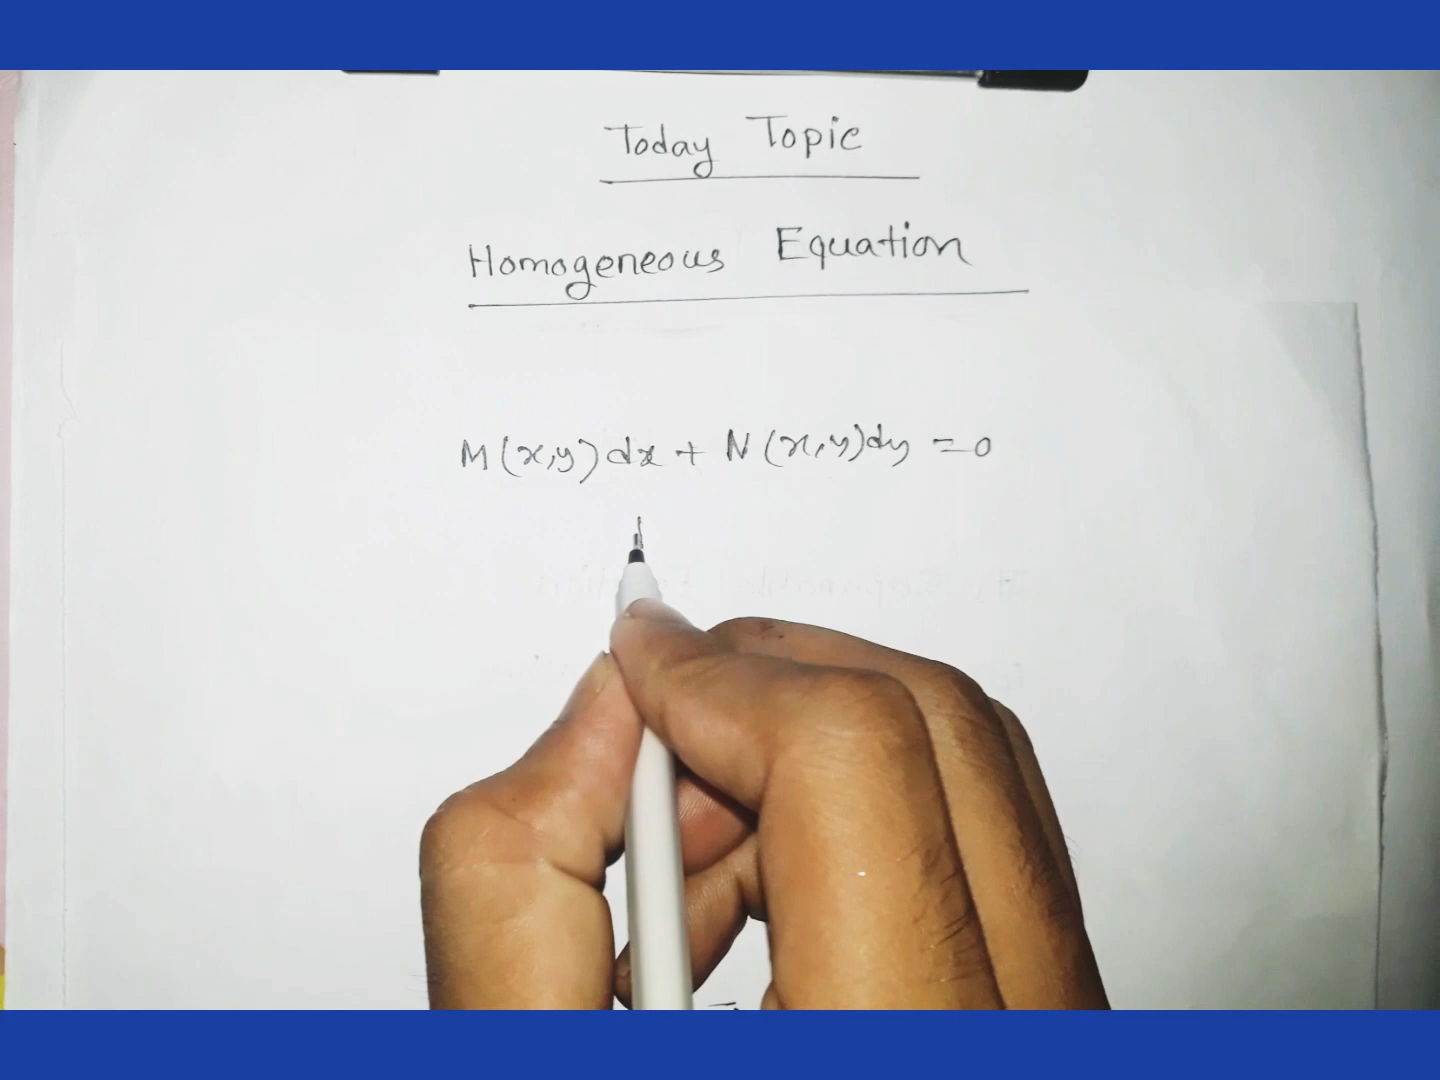 Today Topic
Homogeneous Equation
M(x,y)dx + N(x,y)dy = 0